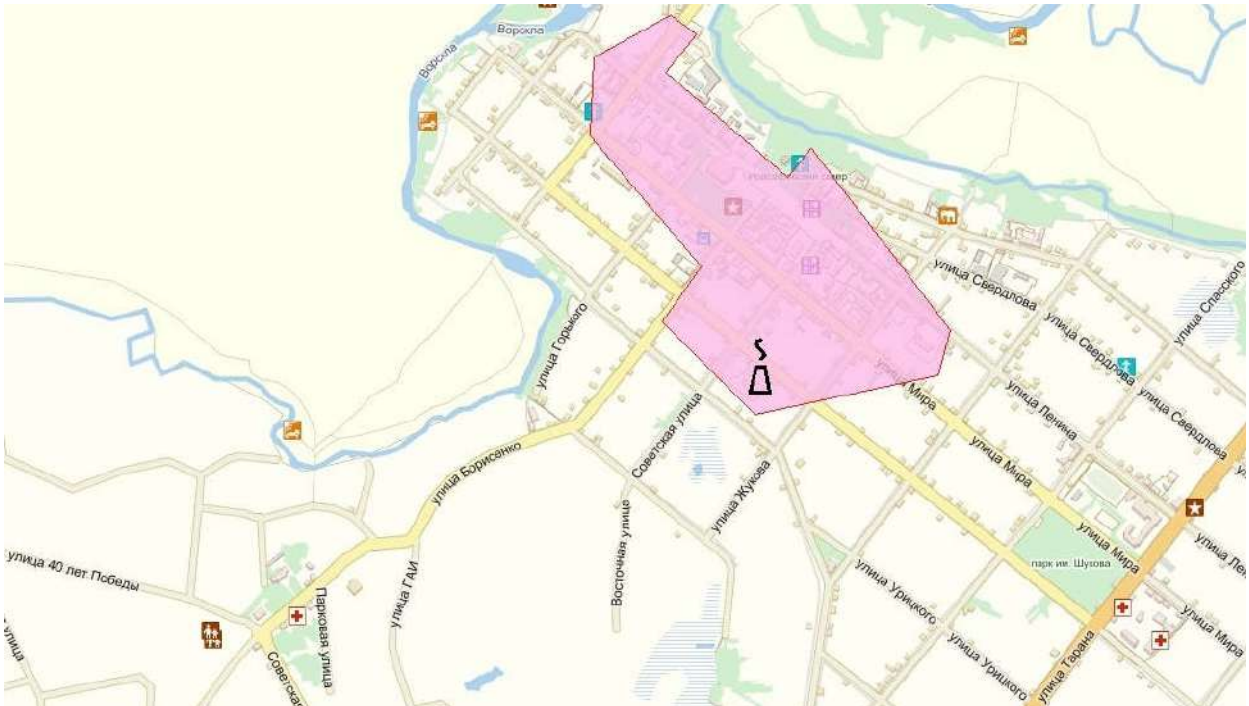 Ворскла
Ворскла
сквер
улица Горького
улица Свердлова
улица Спасского
улица Свердлова
улица Свердлова
улица Мира
улица Ленина
улица Мира
Советская улица
улица Борисенко
улица Жукова
Восточная улица
улица Мира
улица Ле
парк им. Шухова
улица 40 лет Победы
улица ГАИ
Парковая улица
улица Урицкого
улица Мира
улица Урицкого
улица Тарана
улица
Советская